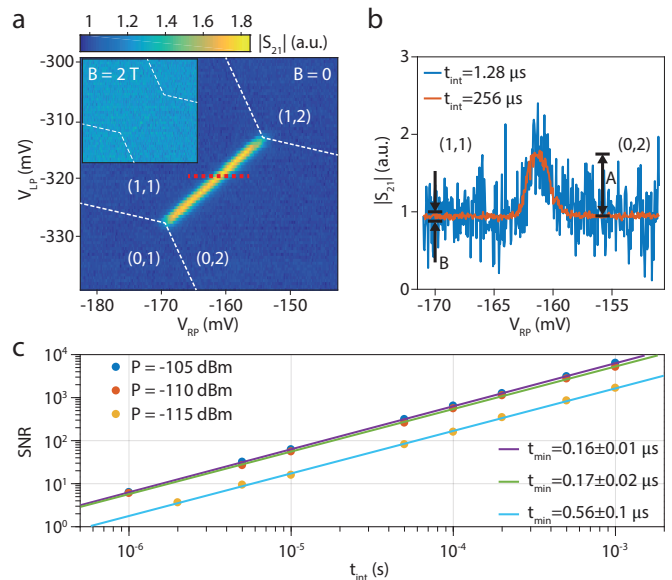 a
1 1.2 1.4 1.6 1.8
|S21| (a.u.)
-299
-309
-319
-329
VLP (mV)
B = 2 T
B = 0
(1,2)
(1,1)
(0,1)
(0,2)
-180 -170 -160 -150
VRP (mV)
b
3
2
1
0
|S21| (a.u.)
tint=1.28 µs
tint=256 µs
(1,1)
(0,2)
A
B
-170 -165 -160 -155
VRP (mV)
c
10^4
10^3
10^2
10^1
10^0
SNR
P = -105 dBm
P = -110 dBm
P = -115 dBm
tmin=0.16±0.01 µs
tmin=0.17±0.02 µs
tmin=0.56±0.1 µs
10^-6 10^-5 10^-4 10^-3
tint (s)